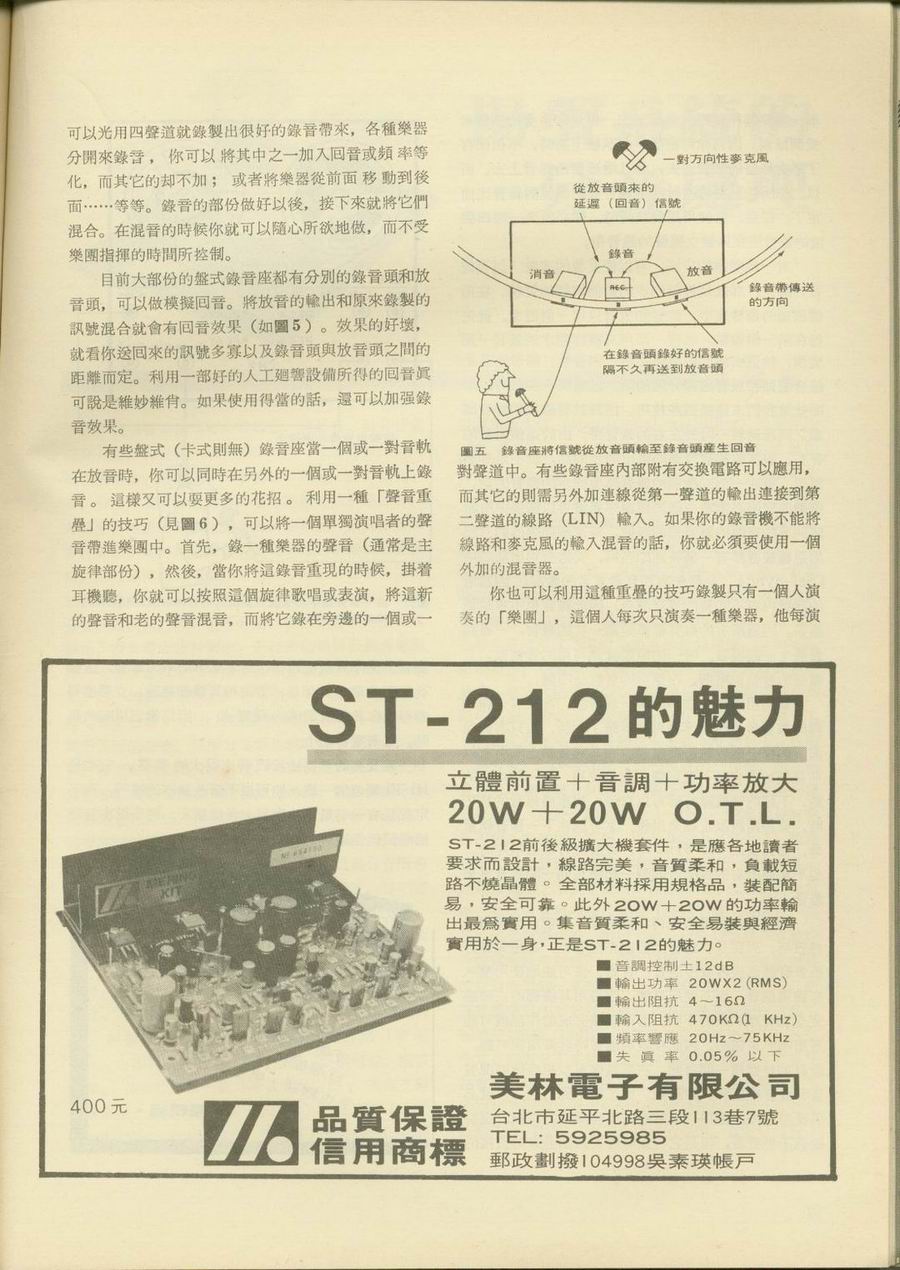 可以光用四聲道就錄製出很好的錄音帶來，各種樂器
分開來錄音，你可以將其中之一加入回音或頻率等
化，而其它的却不加；或者將樂器從前面移動到後
面……等等。錄音的部份做好以後，接下來就將它們
混合。在混音的時候你就可以隨心所欲地做，而不受
樂團指揮的時間所控制。
目前大部份的盤式錄音座都有分別的錄音頭和放
音頭，可以做模擬回音。將放音的輸出和原來錄製的
訊號混合就會有回音效果（如圖5）。效果的好壞，
就看你送回來的訊號多寡以及錄音頭與放音頭之間的
距離而定。利用一部好的人工廻響設備所得的回音眞
可說是維妙維肖。如果使用得當的話，還可以加强錄
音效果。
有些盤式（卡式則無）錄音座當一個或一對音軌
在放音時，你可以同時在另外的一個或一對音軌上錄
音。這樣又可以耍更多的花招。利用一種「聲音重
疊」的技巧（見圖6），可以將一個單獨演唱者的聲
音帶進樂團中。首先，錄一種樂器的聲音（通常是主
旋律部份），然後，當你將這錄音重現的時候，掛着
耳機聽，你就可以按照這個旋律歌唱或表演，將這新
的聲音和老的聲音混音，而將它錄在旁邊的一個或一
一對方向性麥克風
從放音頭來的
延遲（回音）信號
錄音
消音
放音
REC
錄音帶傳送
的方向
在錄音頭錄好的信號
隔不久再送到放音頭
圖五 錄音座將信號從放音頭輸至錄音頭產生回音
對聲道中。有些錄音座內部附有交換電路可以應用，
而其它的則需另外加連線從第一聲道的輸出連接到第
二聲道的線路（LIN）輸入。如果你的錄音機不能將
線路和麥克風的輸入混音的話，你就必須要使用一個
外加的混音器。
你也可以利用這種重疊的技巧錄製只有一個人演
奏的「樂團」，這個人每次只演奏一種樂器，他每演
ST-212的魅力
立體前置＋音調＋功率放大
20W＋20W O.T.L.
ST-212前後級擴大機套件，是應各地讀者
要求而設計，線路完美，音質柔和，負載短
路不燒晶體。全部材料採用規格品，裝配簡
易，安全可靠。此外20W＋20W的功率輸
出最爲實用。集音質柔和、安全易裝與經濟
實用於一身，正是ST-212的魅力。
■音調控制±12dB
■輸出功率 20WX2(RMS)
■輸出阻抗 4～16Ω
■輸入阻抗 470KΩ(1 KHz)
■頻率響應 20Hz～75KHz
■失眞率 0.05%以下
KIT
400元
品質保證
信用商標
美林電子有限公司
台北市延平北路三段113巷7號
TEL: 5925985
郵政劃撥104998吳素瑛帳戶